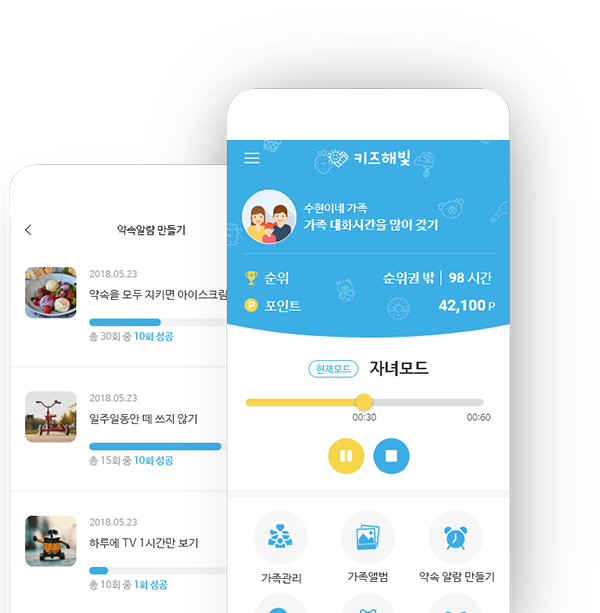 약속알람 만들기
2018.05.23
약속을 모두 지키면 아이스크림
총 30회 중 10회 성공
2018.05.23
일주일동안 떼 쓰지 않기
총 15회 중 10회 성공
2018.05.23
하루에 TV 1시간만 보기
총 10회 중 1회 성공
키즈해빛
수현이네 가족
가족 대화시간을 많이 갖기
순위 순위권 밖 | 98 시간
P 포인트 42,100 P
현재모드 자녀모드
00:30 00:60
가족관리 가족앨범 약속 알람 만들기